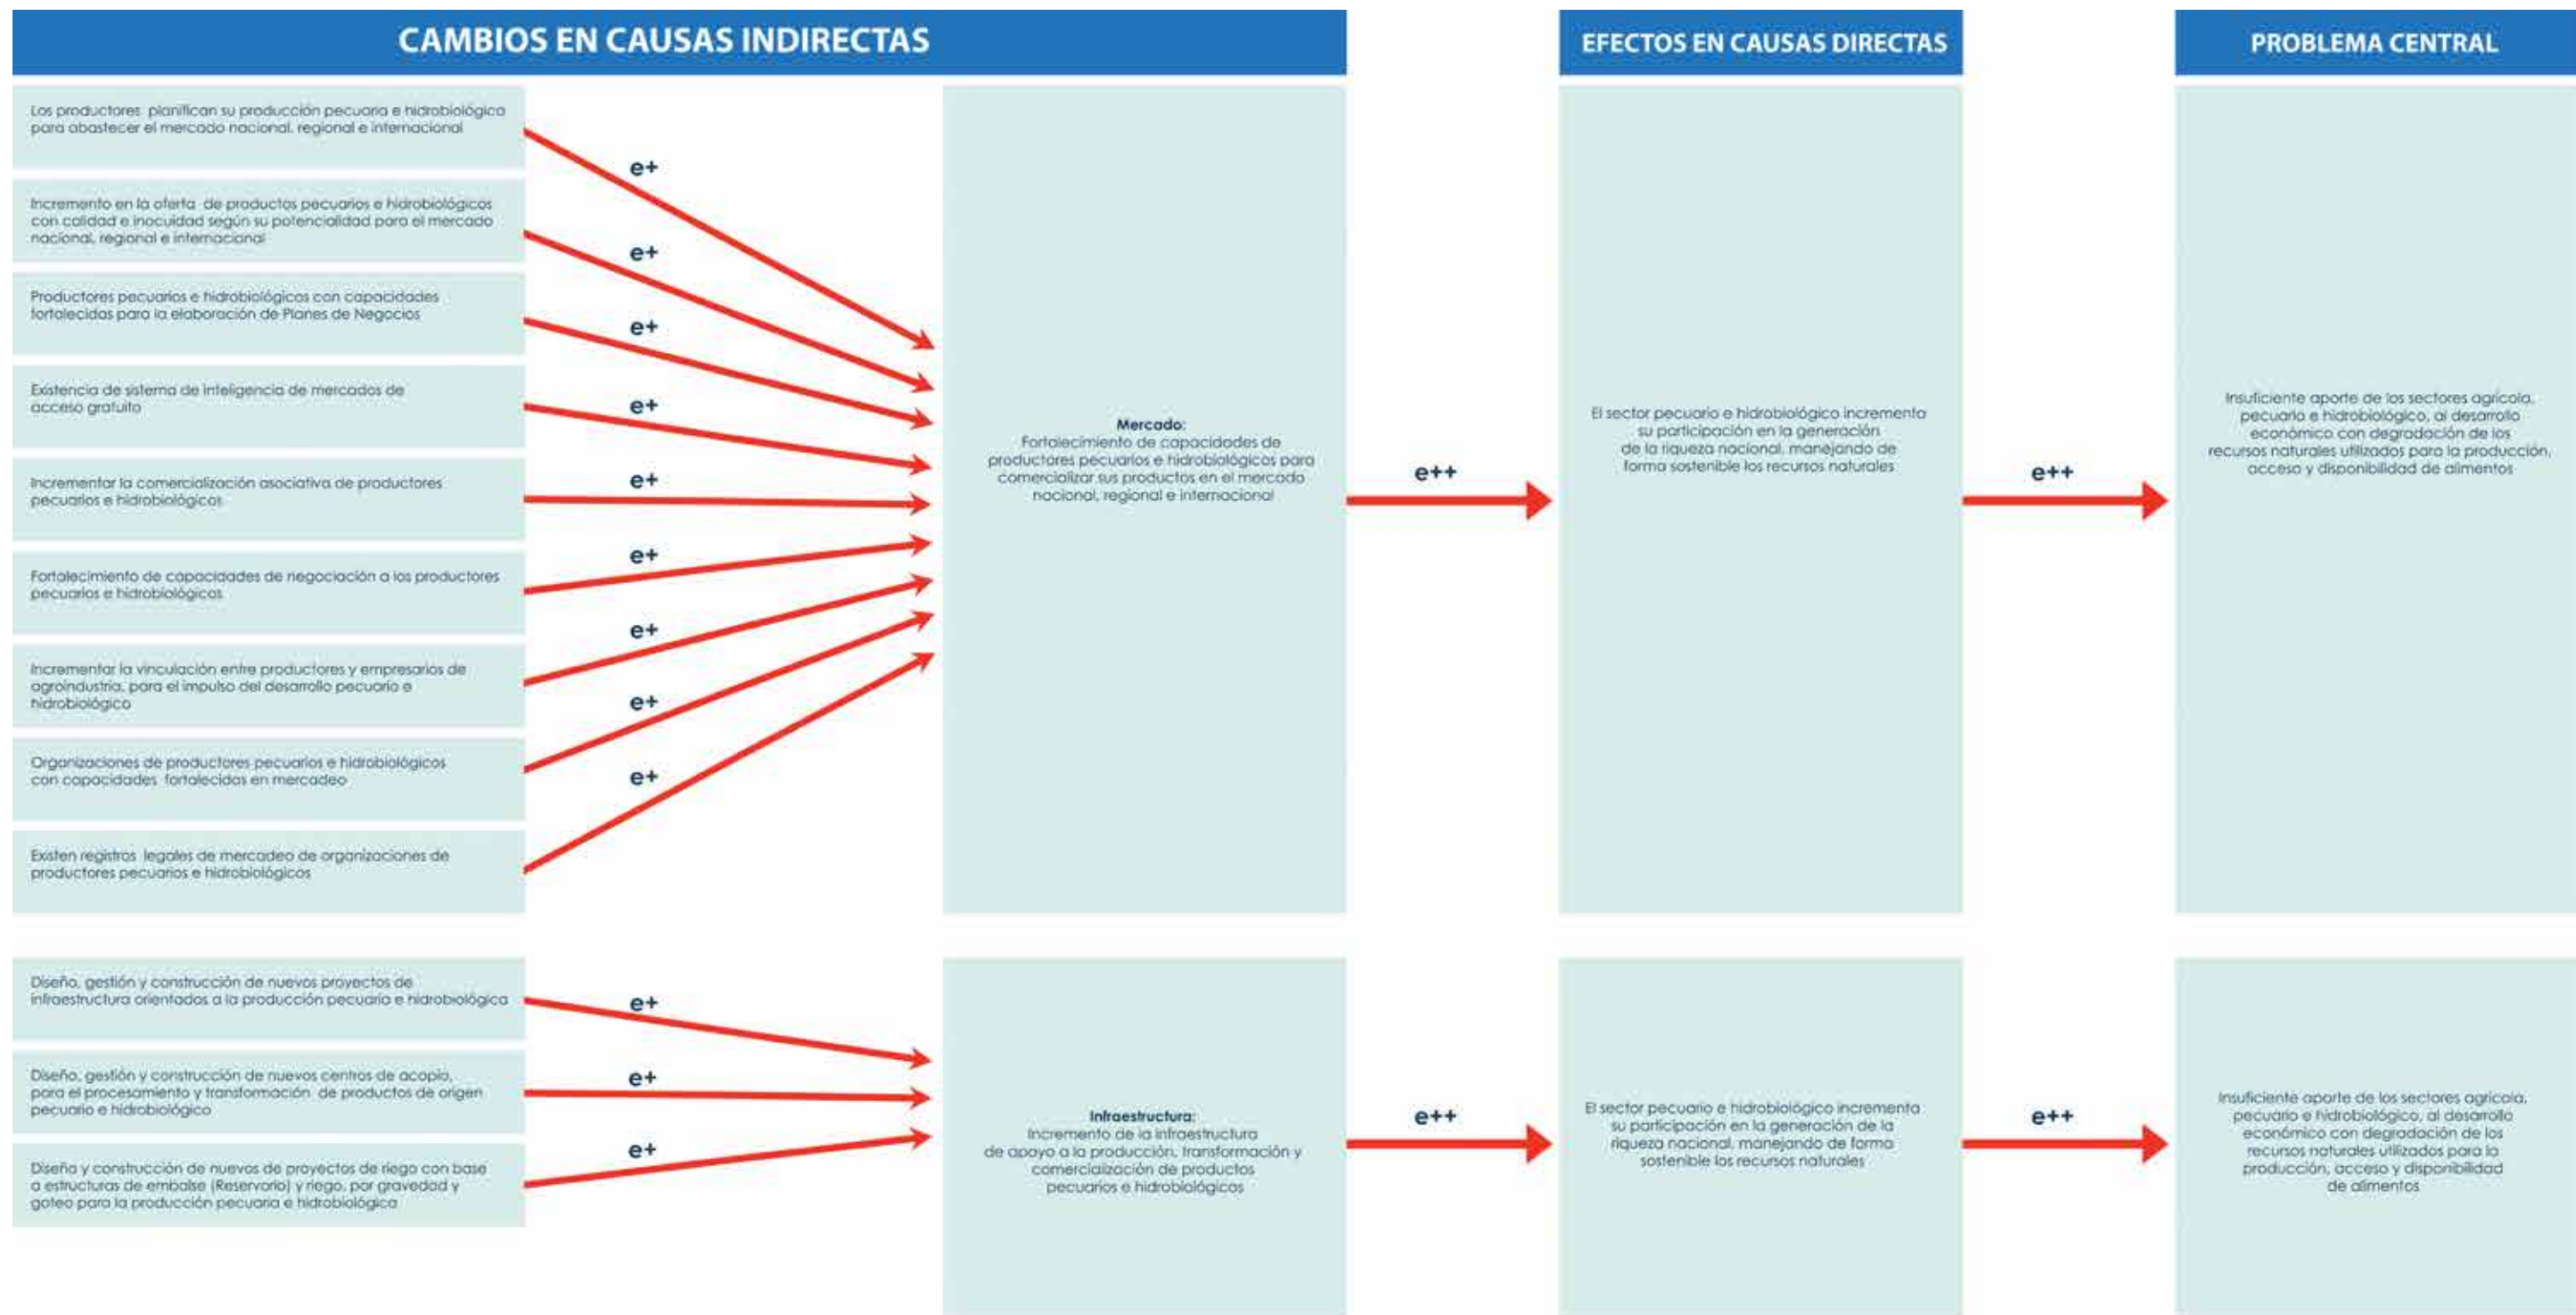 CAMBIOS EN CAUSAS INDIRECTAS
EFECTOS EN CAUSAS DIRECTAS
PROBLEMA CENTRAL
Los productores planifican su producción pecuaria e hidrobiológica
para abastecer el mercado nacional, regional e internacional
e+
Incremento en la oferta de productos pecuarios e hidrobiológicos
con calidad e inocuidad según su potencialidad para el mercado
nacional, regional e internacional
e+
Productores pecuarios e hidrobiológicos con capacidades
fortalecidas para la elaboración de Planes de Negocios
e+
Existencia de sistema de inteligencia de mercados de
acceso gratuito
e+
Incrementar la comercialización asociativa de productores
pecuarios e hidrobiológicos
e+
Fortalecimiento de capacidades de negociación a los productores
pecuarios e hidrobiológicos
e+
Incrementar la vinculación entre productores y empresarios de
agroindustria, para el impulso del desarrollo pecuario e
hidrobiológico
e+
Organizaciones de productores pecuarios e hidrobiológicos
con capacidades fortalecidas en mercadeo
e+
Existen registros legales de mercadeo de organizaciones de
productores pecuarios e hidrobiológicos
e+
Mercado:
Fortalecimiento de capacidades de
productores pecuarios e hidrobiológicos para
comercializar sus productos en el mercado
nacional, regional e internacional
e++
El sector pecuario e hidrobiológico incrementa
su participación en la generación
de la riqueza nacional, manejando de
forma sostenible los recursos naturales
e++
Insuficiente aporte de los sectores agrícola,
pecuario e hidrobiológico, al desarrollo
económico con degradación de los
recursos naturales utilizados para la producción,
acceso y disponibilidad de alimentos
Diseño, gestión y construcción de nuevos proyectos de
infraestructura orientados a la producción pecuaria e hidrobiológica
e+
Diseño, gestión y construcción de nuevos centros de acopio,
para el procesamiento y transformación de productos de origen
pecuario e hidrobiológico
e+
Diseño y construcción de nuevos de proyectos de riego con base
a estructuras de embalse (Reservorio) y riego, por gravedad y
goteo para la producción pecuaria e hidrobiológica
e+
Infraestructura:
Incremento de la infraestructura
de apoyo a la producción, transformación y
comercialización de productos
pecuarios e hidrobiológicos
e++
El sector pecuario e hidrobiológico incrementa
su participación en la generación de la
riqueza nacional, manejando de forma
sostenible los recursos naturales
e++
Insuficiente aporte de los sectores agrícola,
pecuario e hidrobiológico, al desarrollo
económico con degradación de los
recursos naturales utilizados para la
producción, acceso y disponibilidad
de alimentos